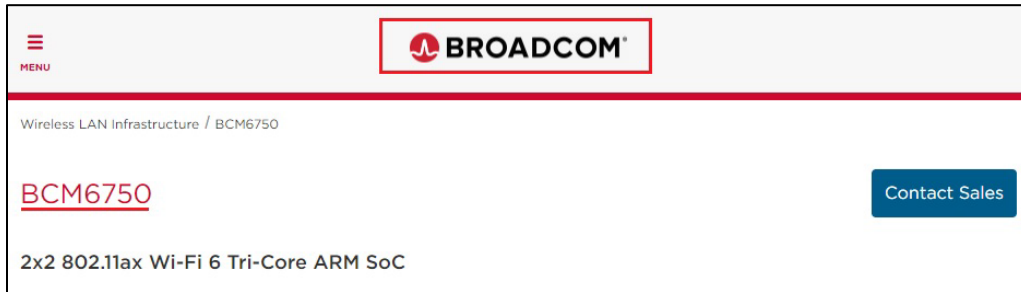 MENU
BROADCOM®
Wireless LAN Infrastructure / BCM6750
BCM6750
Contact Sales
2x2 802.11ax Wi-Fi 6 Tri-Core ARM SoC